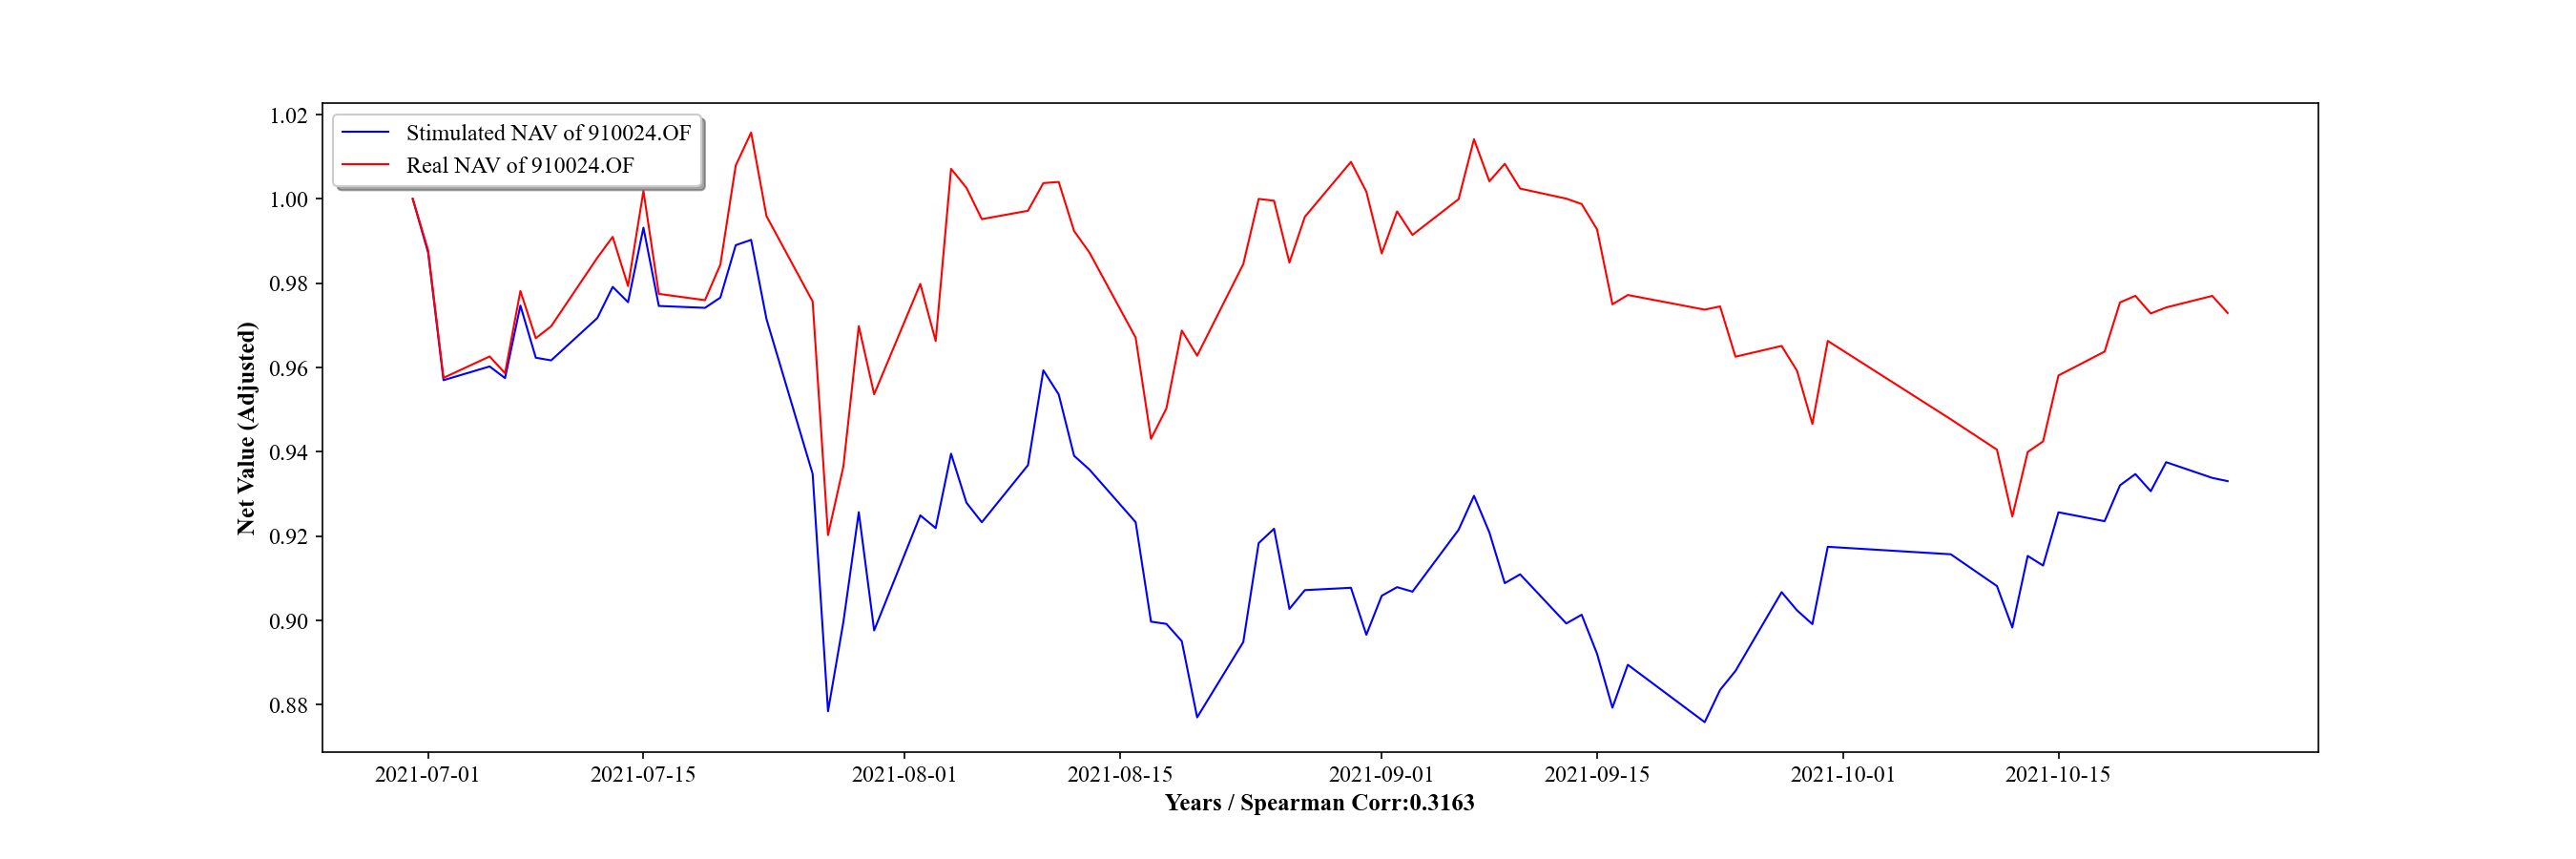 1.02
1.00
0.98
0.96
0.94
0.92
0.90
0.88
Net Value (Adjusted)
Stimulated NAV of 910024.OF
Real NAV of 910024.OF
2021-07-01 2021-07-15 2021-08-01 2021-08-15 2021-09-01 2021-09-15 2021-10-01 2021-10-15
Years / Spearman Corr:0.3163